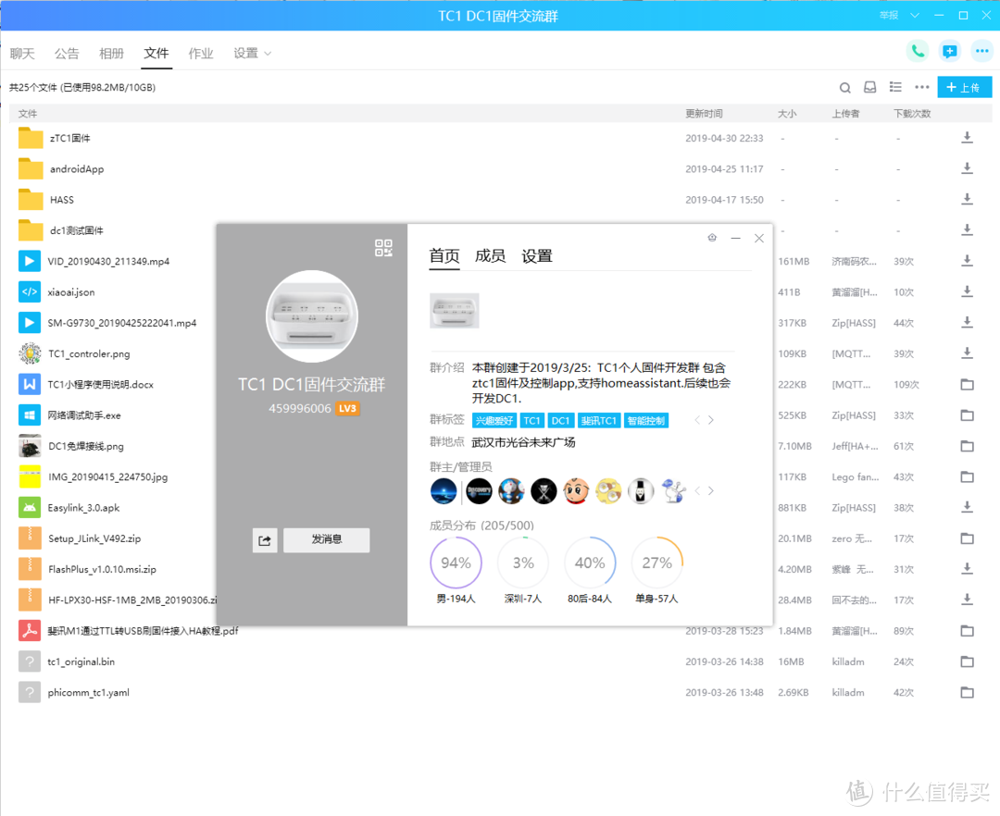 TC1 DC1固件交流群
举报
聊天 公告 相册 文件 作业 设置
共25个文件 (已使用98.2MB/10GB)
上传
文件 更新时间 大小 上传者 下载次数
zTC1固件 2019-04-30 22:33 - - -
androidApp 2019-04-25 11:17 - - -
HASS 2019-04-17 15:50 - - -
dc1测试固件 - - -
VID_20190430_211349.mp4 161MB 济南码农... 39次
xiaoai.json 411B 黄溜溜[H... 10次
SM-G9730_20190425222041.mp4 317KB Zip[HASS] 44次
TC1_controler.png 109KB [MQTT... 39次
TC1小程序使用说明.docx 222KB [MQTT... 109次
网络调试助手.exe 525KB Zip[HASS] 33次
DC1免焊接线.png 7.10MB Jeff[HA+... 61次
IMG_20190415_224750.jpg 117KB Lego fan... 43次
Easylink_3.0.apk 881KB Zip[HASS] 38次
Setup_JLink_V492.zip 20.1MB zero 无... 17次
FlashPlus_v1.0.10.msi.zip 4.20MB 紫峰 无... 31次
HF-LPX30-HSF-1MB_2MB_20190306.zi 28.4MB 回不去的... 17次
斐讯M1通过TTL转USB刷固件接入HA教程.pdf 2019-03-28 15:23 1.84MB 黄溜溜[H... 89次
tc1_original.bin 2019-03-26 14:38 16MB killadm 24次
phicomm_tc1.yaml 2019-03-26 13:48 2.69KB killadm 42次
TC1 DC1固件交流群
459996006 LV3
发消息
首页 成员 设置
群介绍 本群创建于2019/3/25: TC1个人固件开发群 包含
ztc1固件及控制app,支持homeassistant.后续也会
开发DC1.
群标签 兴趣爱好 TC1 DC1 斐讯TC1 智能控制
群地点 武汉市光谷未来广场
群主/管理员
成员分布 (205/500)
94% 3% 40% 27%
男-194人 深圳-7人 80后-84人 单身-57人
值 什么值得买